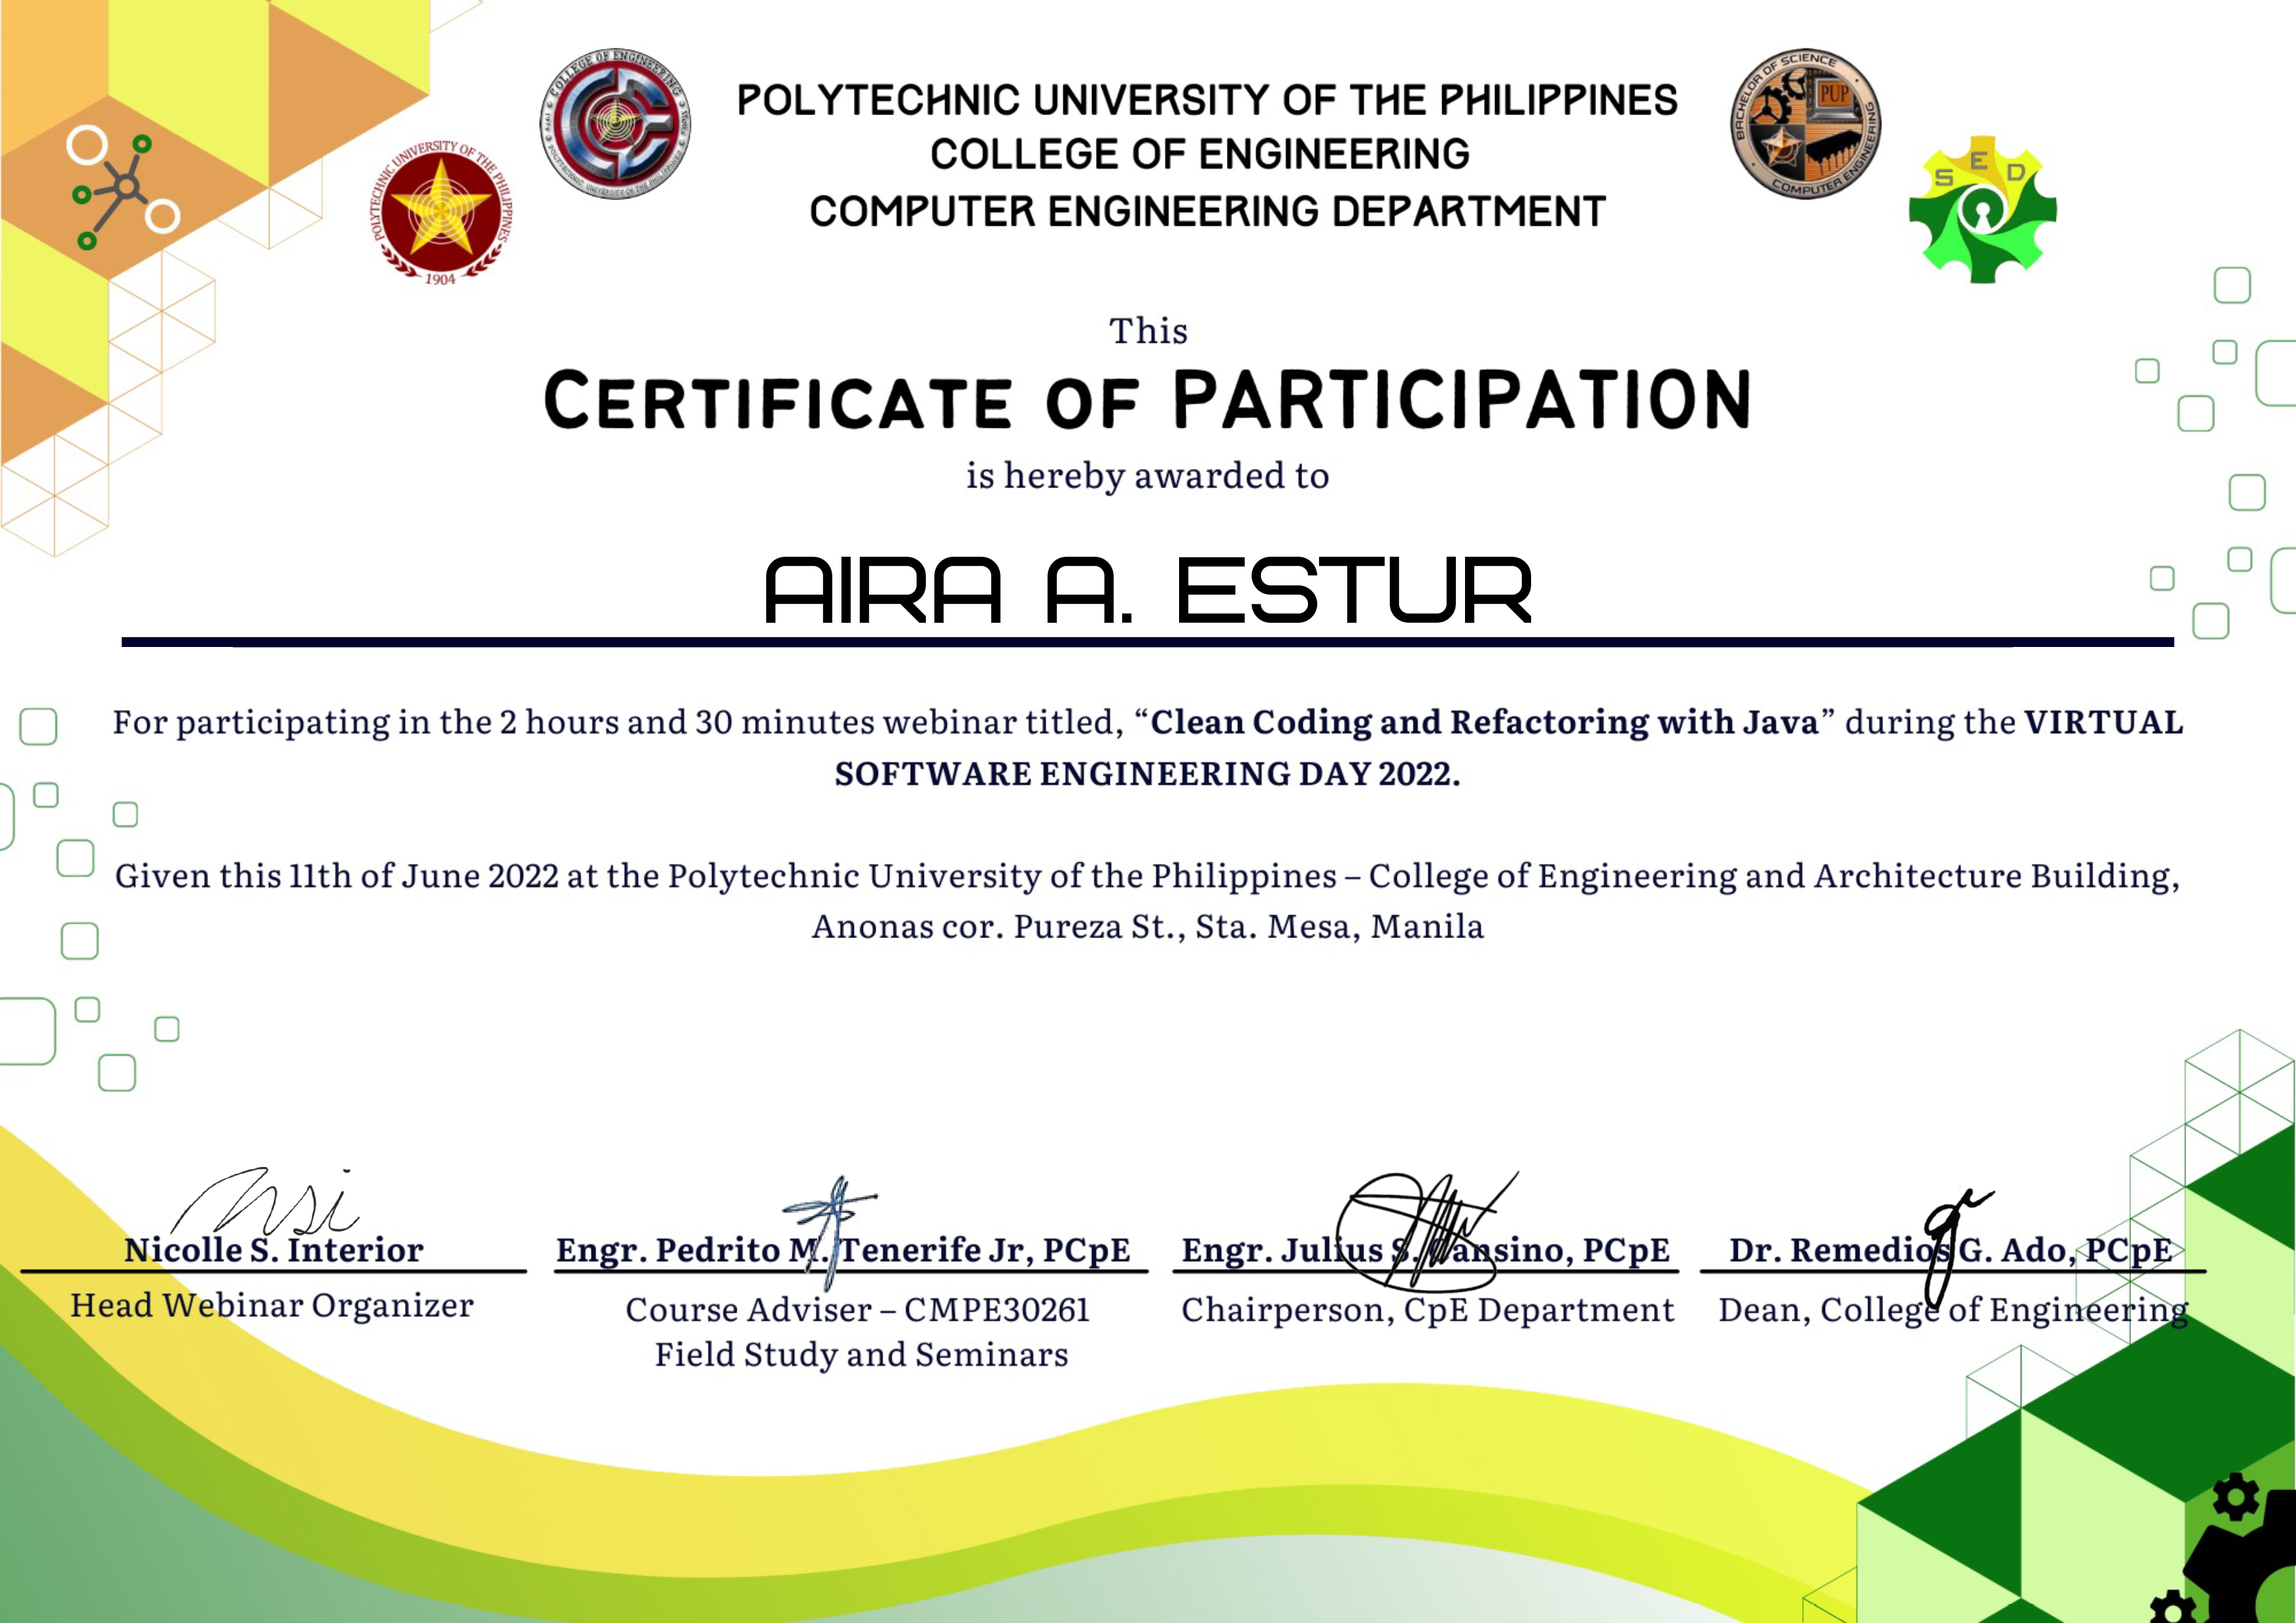 POLYTECHNIC UNIVERSITY OF THE PHILIPPINES
COLLEGE OF ENGINEERING
COMPUTER ENGINEERING DEPARTMENT
COLLEGE OF ENGINEERING
POLYTECHNIC UNIVERSITY OF THE PHILIPPINES
1904
BACHELOR OF SCIENCE
PUP
COMPUTER ENGINEERING
S E D
This
CERTIFICATE OF PARTICIPATION
is hereby awarded to
AIRA A. ESTUR
For participating in the 2 hours and 30 minutes webinar titled, “Clean Coding and Refactoring with Java” during the VIRTUAL
SOFTWARE ENGINEERING DAY 2022.
Given this 11th of June 2022 at the Polytechnic University of the Philippines – College of Engineering and Architecture Building,
Anonas cor. Pureza St., Sta. Mesa, Manila
Nicolle S. Interior
Head Webinar Organizer
Engr. Pedrito M. Tenerife Jr, PCpE
Course Adviser – CMPE30261
Field Study and Seminars
Engr. Julius S. Cansino, PCpE
Chairperson, CpE Department
Dr. Remedios G. Ado, PCpE
Dean, College of Engineering